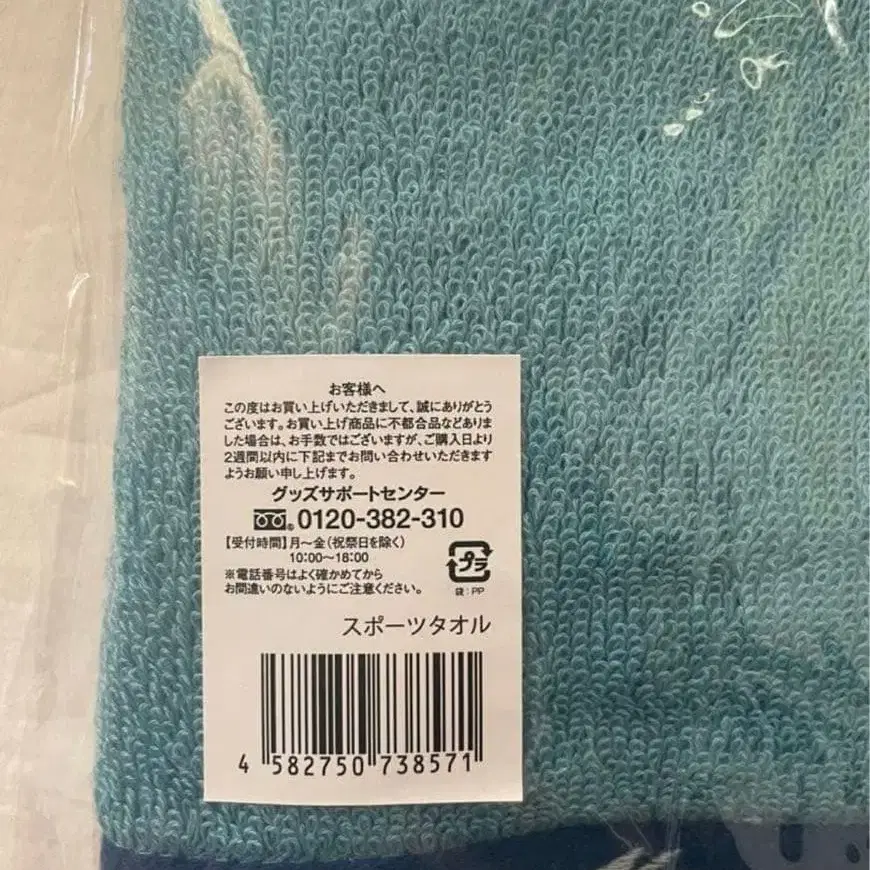 お客様へ
この度はお買い上げいただきまして、誠にありがとう
ございます。お買い上げ商品に不都合品などありま
した場合は、お手数ではございますが、ご購入日より
2週間以内に下記までお問い合わせいただきます
ようお願い申し上げます。
グッズサポートセンター
0120-382-310
【受付時間】月〜金（祝祭日を除く）
10:00〜18:00
※電話番号はよく確かめてから
お間違いのないようにご注意ください。
プラ
袋：PP
スポーツタオル
4 582750 738571